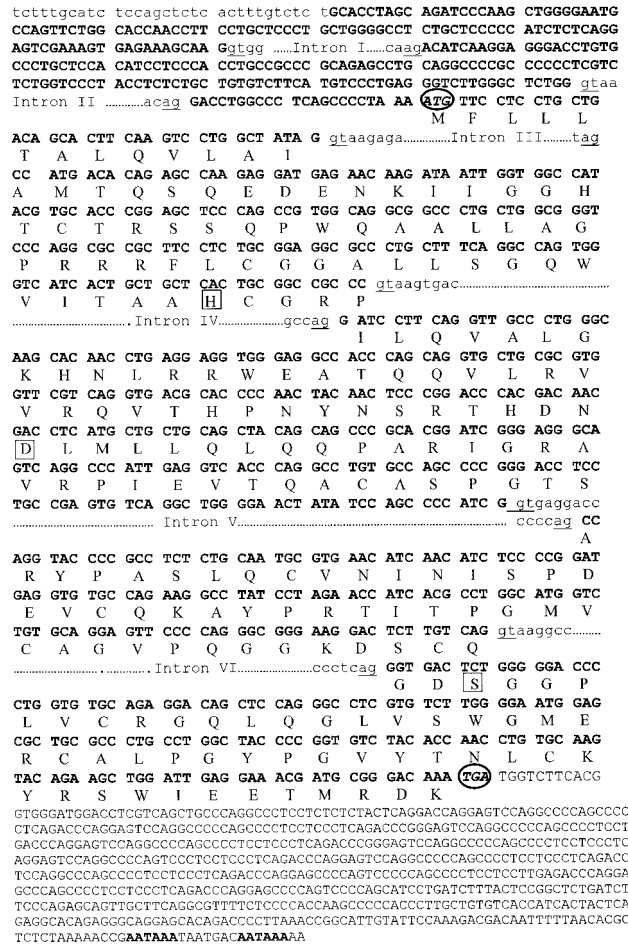 tctttgcatc tccagctctc actttgtctc tGCACCTAGC AGATCCCAAGC TGGGGAATG
CCAGTTCTGG CACCAACCTT CCTGCTCCCT GCTGGGGCCT CTGCTCCCCC ATCTCTCAGG
AGTCGAAAGT GAGAAAGCAA Ggtgg ......Intron I.....caagACATCAAGGA GGGACCTGTG
CCCTGCTCCA CATCCTCCCA CCTGCCGCCC GCAGAGCCTG CAGGCCCCGC CCCCCTCGTC
TCTGGTCCCT ACCTCTCTGC TGTGTCTTCA TGTCCCTGAG GGTCTTGGGC TCTGG gtaa
Intron II ...........acag GACCTGGCCC TCAGCCCCTA AAA ATG TTC CTC CTG CTG
M F L L L
ACA GCA CTT CAA GTC CTG GCT ATA G gtaagaga............Intron III.........tag
T A L Q V L A I
CC ATG ACA CAG AGC CAA GAG GAT GAG AAC AAG ATA ATT GGT GGC CAT
A M T Q S Q E D E N K I I G G H
ACG TGC ACC CGG AGC TCC CAG CCG TGG CAG GCG GCC CTG CTG GCG GGT
T C T R S S Q P W Q A A L L A G
CCC AGG CGC CGC TTC CTC TGC GGA GGC GCC CTG CTT TCA GGC CAG TGG
P R R R F L C G G A L L S G Q W
GTC ATC ACT GCT GCT CAC TGC GGC CGC CCC gtaagtgac...............................
V I T A A H C G R P
.......................Intron IV.............gccag G ATC CTT CAG GTT GCC CTG GGC
I L Q V A L G
AAG CAC AAC CTG AGG AGG TGG GAG GCC ACC CAG CAG GTG CTG CGC GTG
K H N L R R W E A T Q Q V L R V
GTT CGT CAG GTG ACG CAC CCC AAC TAC AAC TCC CGG ACC CAC GAC AAC
V R Q V T H P N Y N S R T H D N
GAC CTC ATG CTG CTG CAG CTA CAG CAG CCC GCA CGG ATC GGG AGG GCA
D L M L L Q L Q Q P A R I G R A
GTC AGG CCC ATT GAG GTC ACC CAG GCC TGT GCC AGC CCC GGG ACC TCC
V R P I E V T Q A C A S P G T S
TGC CGA GTG TCA GGC TGG GGA ACT ATA TCC AGC CCC ATC G gtgaggacc
............................ Intron V............................................................ccccag CC
A
AGG TAC CCC GCC TCT CTG CAA TGC GTG AAC ATC AAC ATC TCC CCG GAT
R Y P A S L Q C V N I N I S P D
GAG GTG TGC CAG AAG GCC TAT CCT AGA ACC ATC ACG CCT GGC ATG GTC
E V C Q K A Y P R T I T P G M V
TGT GCA GGA GTT CCC CAG GGC GGG AAG GAC TCT TGT CAG gtaaggcc.........
C A G V P Q G G K D S C Q
............................ Intron VI................ccctcag GGT GAC TCT GGG GGA CCC
G D S G G P
CTG GTG TGC AGA GGA CAG CTC CAG GGC CTC GTG TCT TGG GGA ATG GAG
L V C R G Q L Q G L V S W G M E
CGC TGC GCC CTG CCT GGC TAC CCC GGT GTC TAC ACC AAC CTG TGC AAG
R C A L P G Y P G V Y T N L C K
TAC AGA AGC TGG ATT GAG GAA ACG ATG CGG GAC AAA TGA TGGTCTTCACG
Y R S W I E E T M R D K
GTGGGATGGACCTCGTCAGCTGCCCAGGCCCTCCTCTCTCTACTCAGGACCAGGAGTCCAGGCCCCAGCCCC
CTCAGACCCAGGAGTCCAGGCCCCCAGCCCCTCCTCCCTCAGACCCGGGAGTCCAGGCCCCCAGCCCCTCCT
GACCCAGGAGTCCAGGCCCCCAGCCCCTCCTCCCTCAGACCCGGGAGTCCAGGCCCCCAGCCCCTCCTCCCTC
AGGAGTCCAGGCCCCAGTCCCTCCTCCCTCAGACCCAGGAGTCCAGGCCCCCAGCCCCTCCTCCCTCAGACC
TCCAGGCCCCCAGCCCCTCCTCCCTCAGACCCAGGAGCCCCAGTCCCCCAGCCCCTCCTCCTTGAGACCCAGGA
GCCCAGCCCCTCCTCCCTCAGACCCAGGAGCCCCAGTCCCCAGCATCCTGATCTTTACTCCGGCTCTGATCT
TCCCAGAGCAGTTGCTTCAGGCGTTTTCTCCCCACCAAGCCCCCACCCTTGCTGTGTCACCATCACTACTCA
GAGGCACAGAGGGCAGGAGCACAGACCCCTTAAACCGGCATTGTATTCCAAAGACGACAATTTTTAACACGC
TCTCTAAAAACCGAATAAATAATGACAATAAAAA